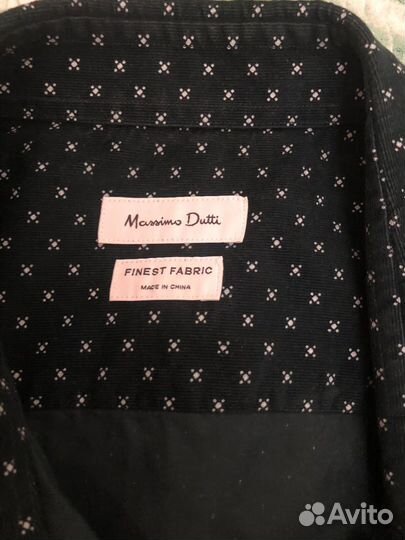 Massimo Dutti
FINEST FABRIC
MADE IN CHINA
Avito